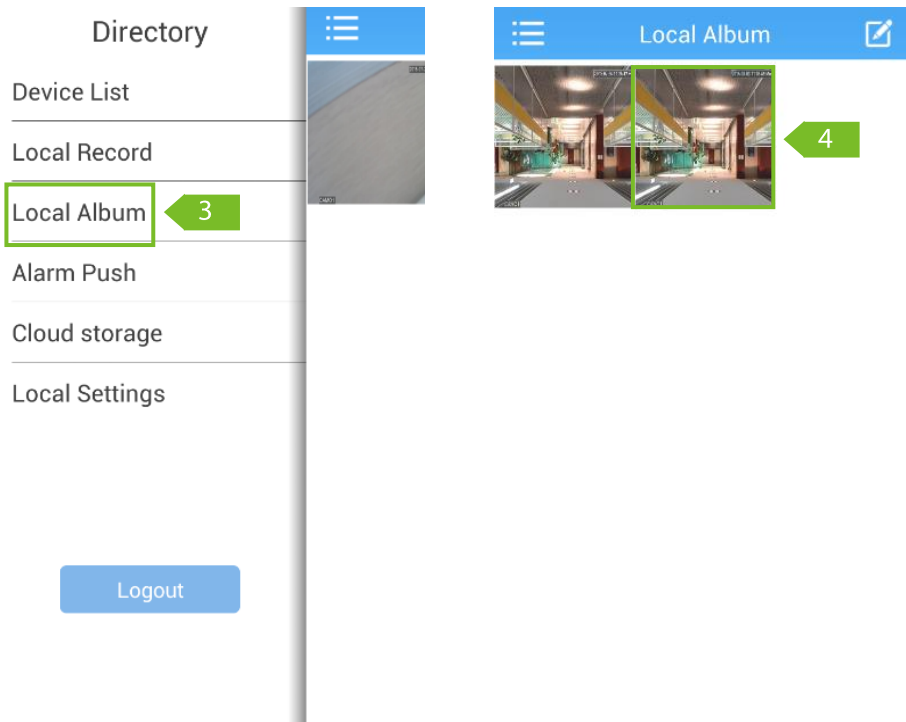 Directory
Device List
Local Record
Local Album
3
Alarm Push
Cloud storage
Local Settings
Logout
Local Album
4